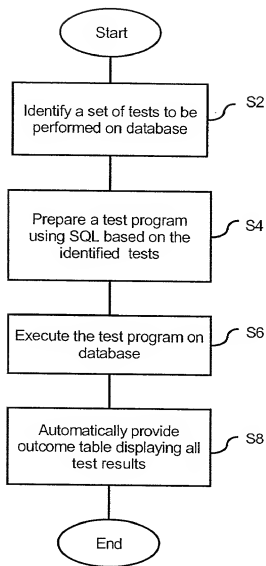 Start
Identify a set of tests to be
performed on database
S2
Prepare a test program
using SQL based on the
identified tests
S4
Execute the test program on
database
S6
Automatically provide
outcome table displaying all
test results
S8
End